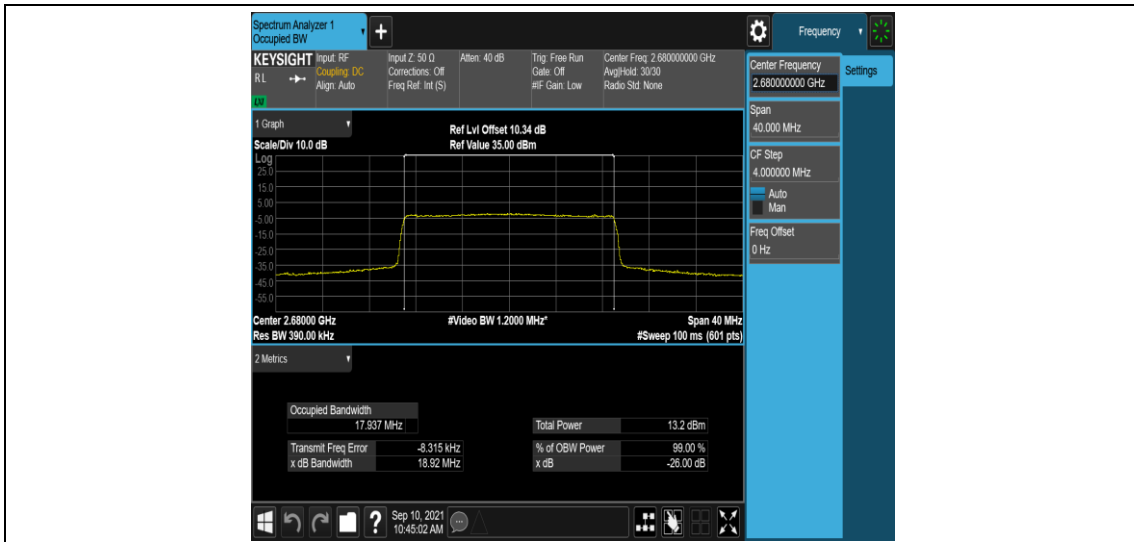 Spectrum Analyzer 1
Occupied BW
+
Frequency
KEYSIGHT
RL
LXI
Input: RF
Coupling: DC
Align: Auto
Input Z: 50 Ω
Corrections: Off
Freq Ref: Int (S)
Atten: 40 dB
Trig: Free Run
Gate: Off
#IF Gain: Low
Center Freq: 2.680000000 GHz
Avg|Hold: 30/30
Radio Std: None
Center Frequency
2.680000000 GHz
Settings
Span
40.000 MHz
CF Step
4.000000 MHz
Auto
Man
Freq Offset
0 Hz
1 Graph
Scale/Div 10.0 dB
Ref Lvl Offset 10.34 dB
Ref Value 35.00 dBm
Log
25.0
15.0
5.00
-5.00
-15.0
-25.0
-35.0
-45.0
-55.0
Center 2.68000 GHz
Res BW 390.00 kHz
#Video BW 1.2000 MHz*
Span 40 MHz
#Sweep 100 ms (601 pts)
2 Metrics
Occupied Bandwidth
17.937 MHz
Total Power 13.2 dBm
Transmit Freq Error -8.315 kHz
% of OBW Power 99.00 %
x dB Bandwidth 18.92 MHz
x dB -26.00 dB
?
Sep 10, 2021
10:45:02 AM